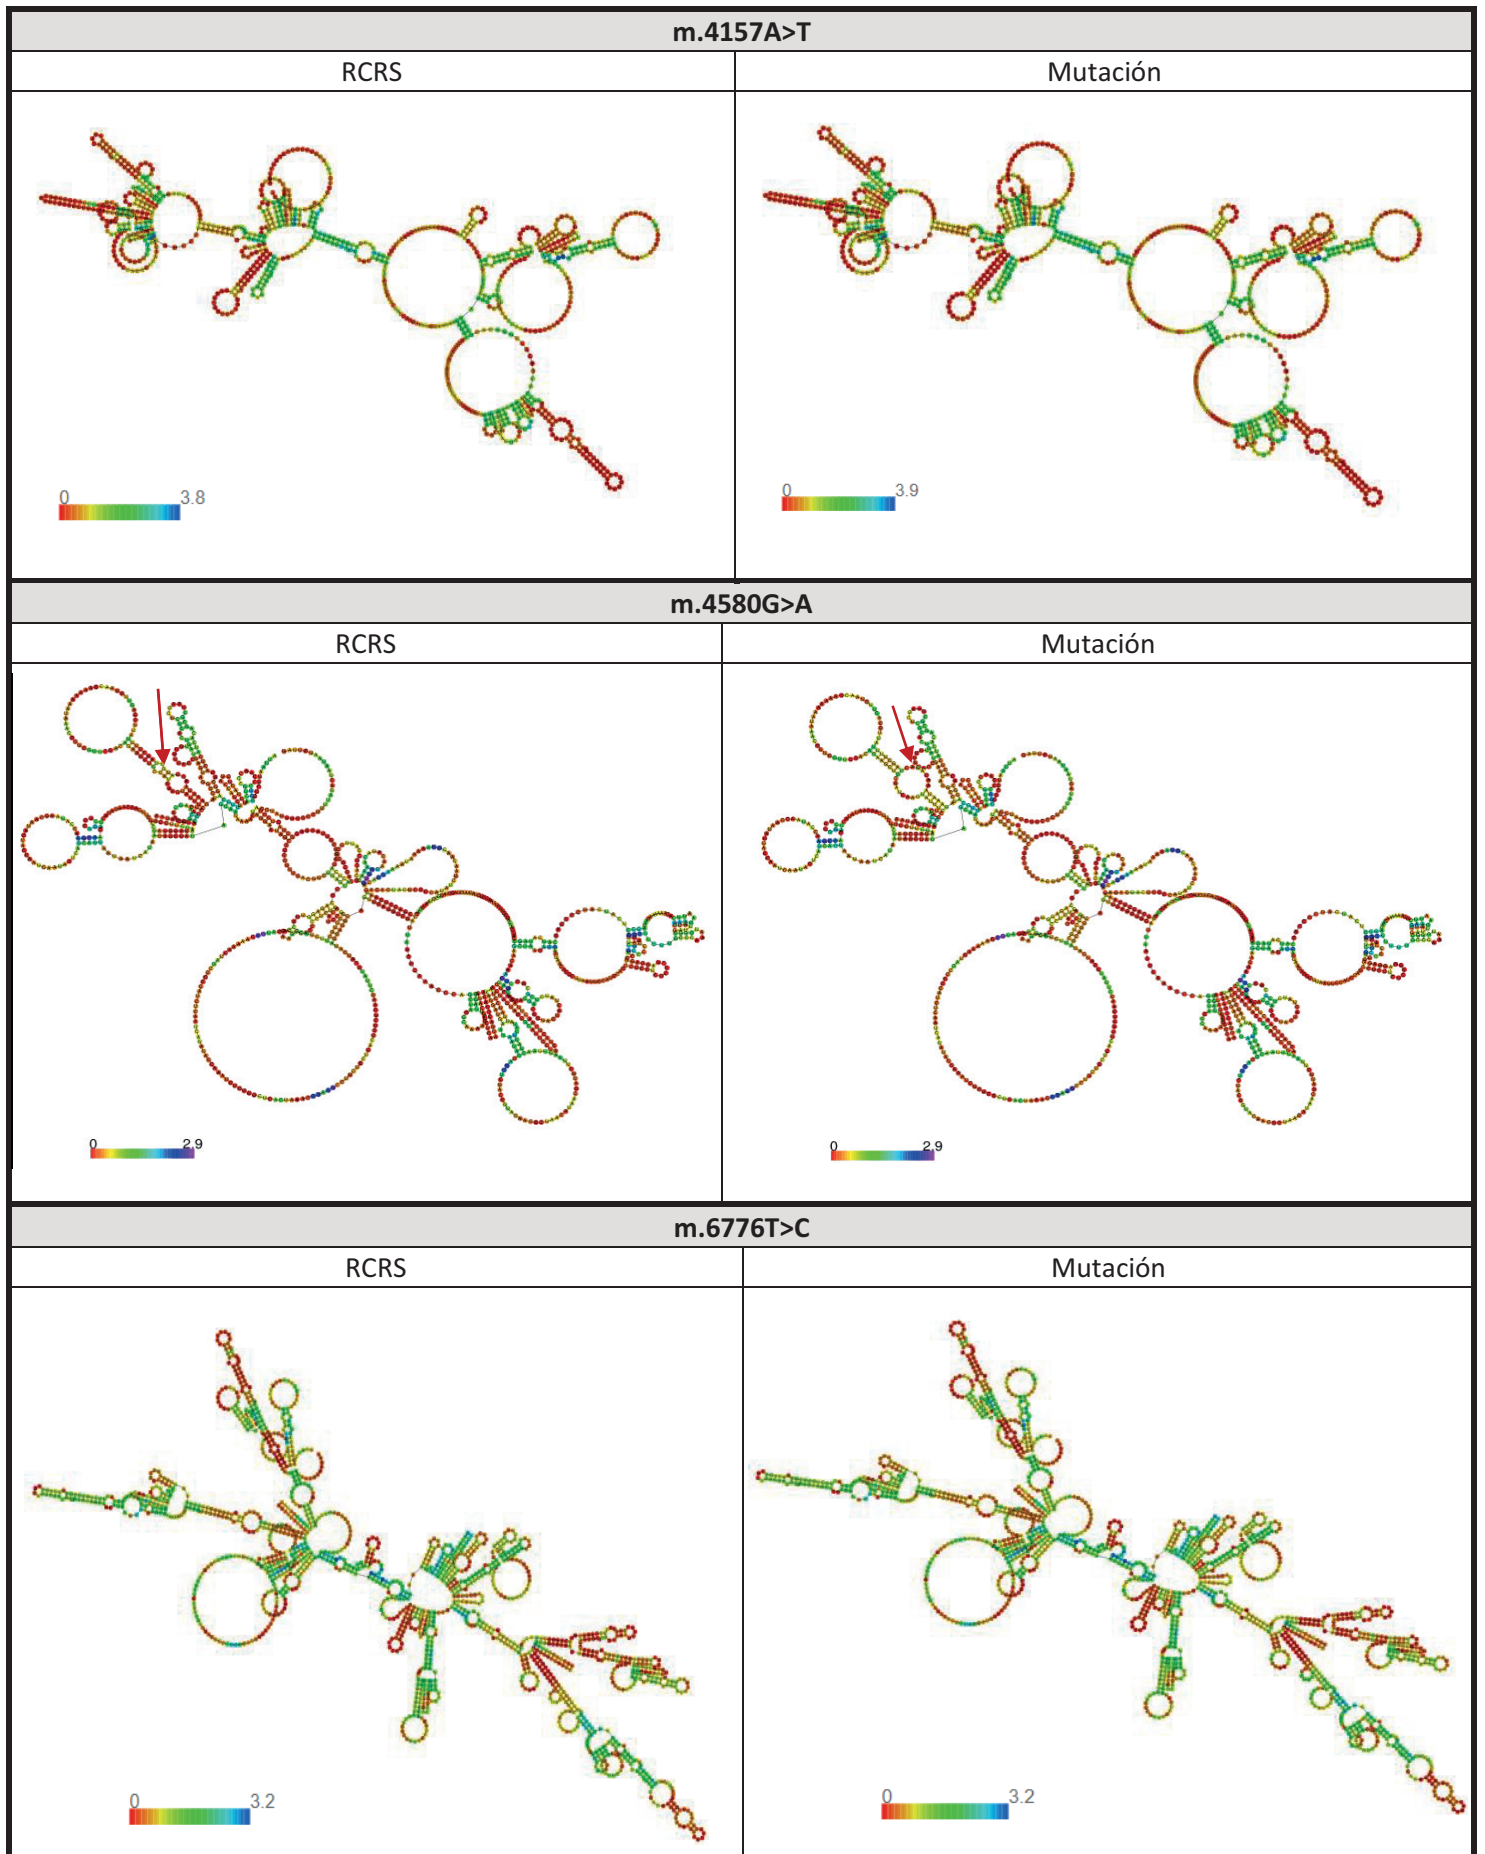 m.4157A>T
RCRS Mutación
0 3.8
0 3.9
m.4580G>A
RCRS Mutación
0 2.9
0 2.9
m.6776T>C
RCRS Mutación
0 3.2
0 3.2